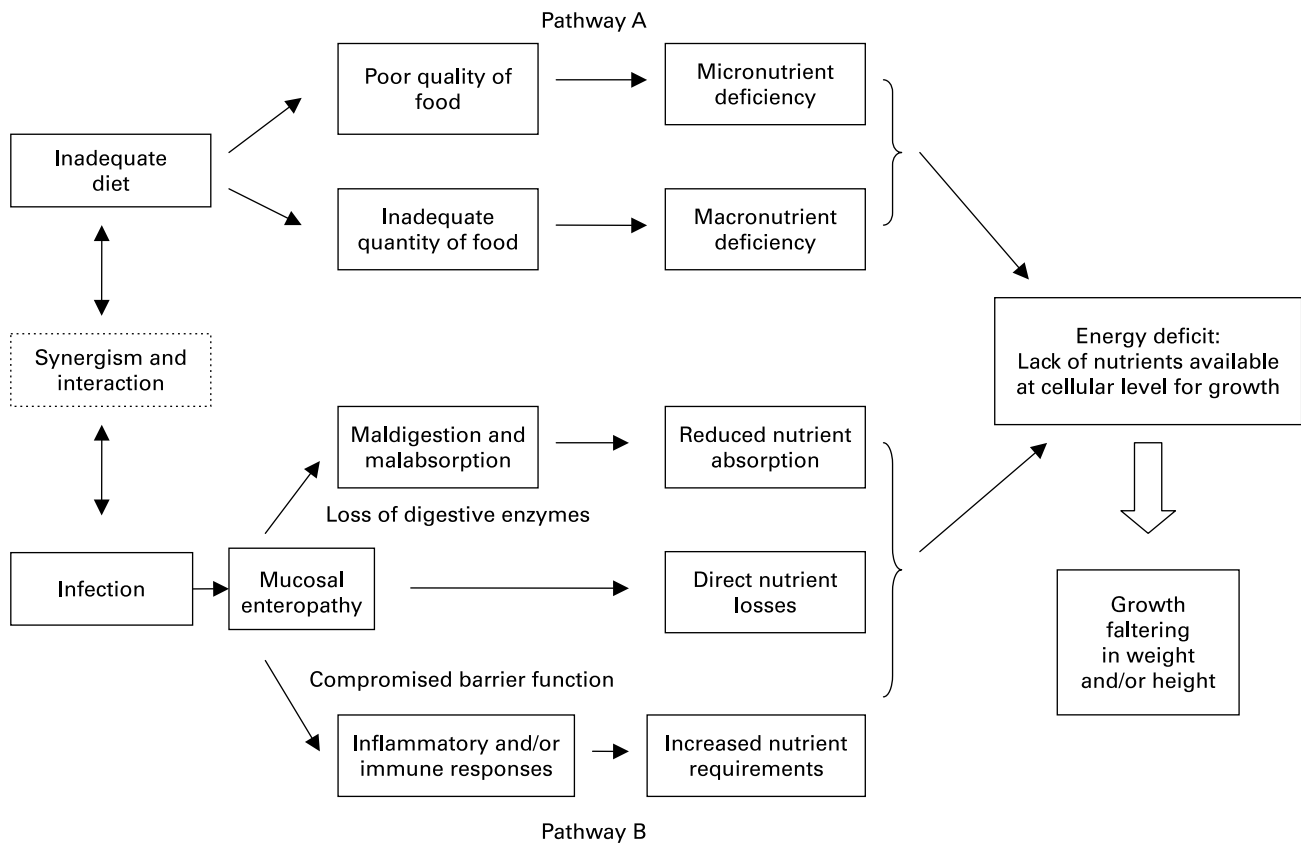 Pathway A
Poor quality of
food
Micronutrient
deficiency
Inadequate
diet
Inadequate
quantity of food
Macronutrient
deficiency
Synergism and
interaction
Energy deficit:
Lack of nutrients available
at cellular level for growth
Maldigestion and
malabsorption
Reduced nutrient
absorption
Loss of digestive enzymes
Infection
Mucosal
enteropathy
Direct nutrient
losses
Growth
faltering
in weight
and/or height
Compromised barrier function
Inflammatory and/or
immune responses
Increased nutrient
requirements
Pathway B